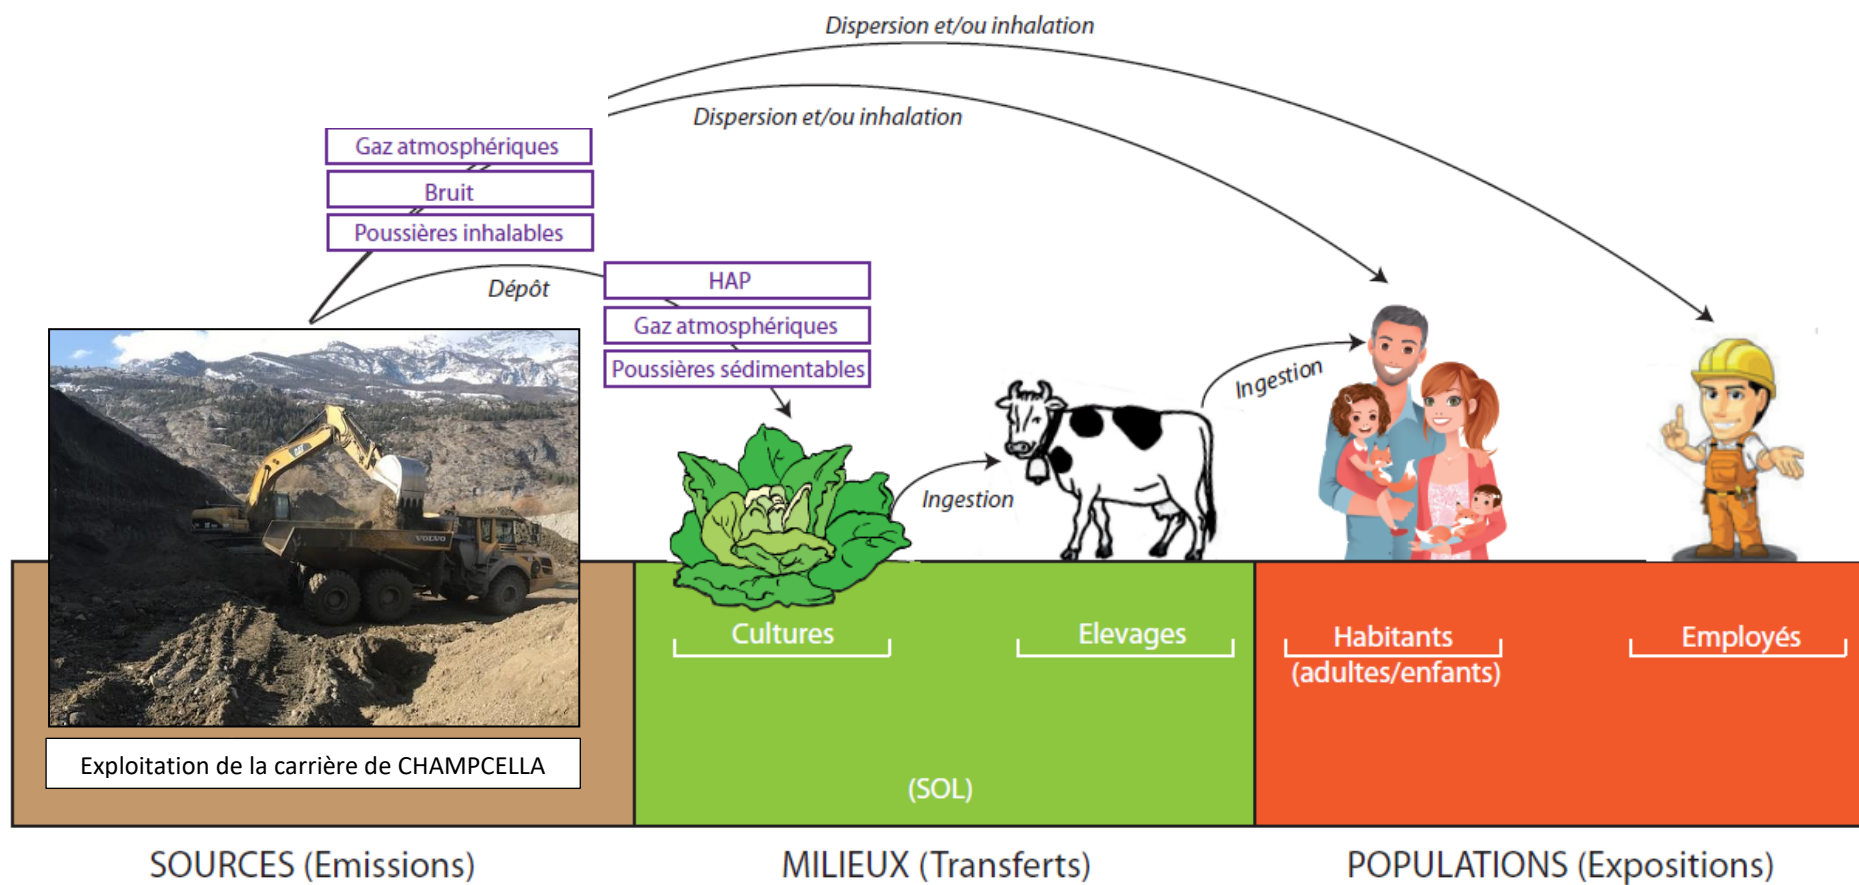 Dispersion et/ou inhalation
Dispersion et/ou inhalation
Gaz atmosphériques
Bruit
Poussières inhalables
Dépôt
HAP
Gaz atmosphériques
Poussières sédimentables
Ingestion
Ingestion
CAT
VOLVO
Exploitation de la carrière de CHAMPCELLA
Cultures
Elevages
Habitants
(adultes/enfants)
Employés
(SOL)
SOURCES (Emissions)
MILIEUX (Transferts)
POPULATIONS (Expositions)